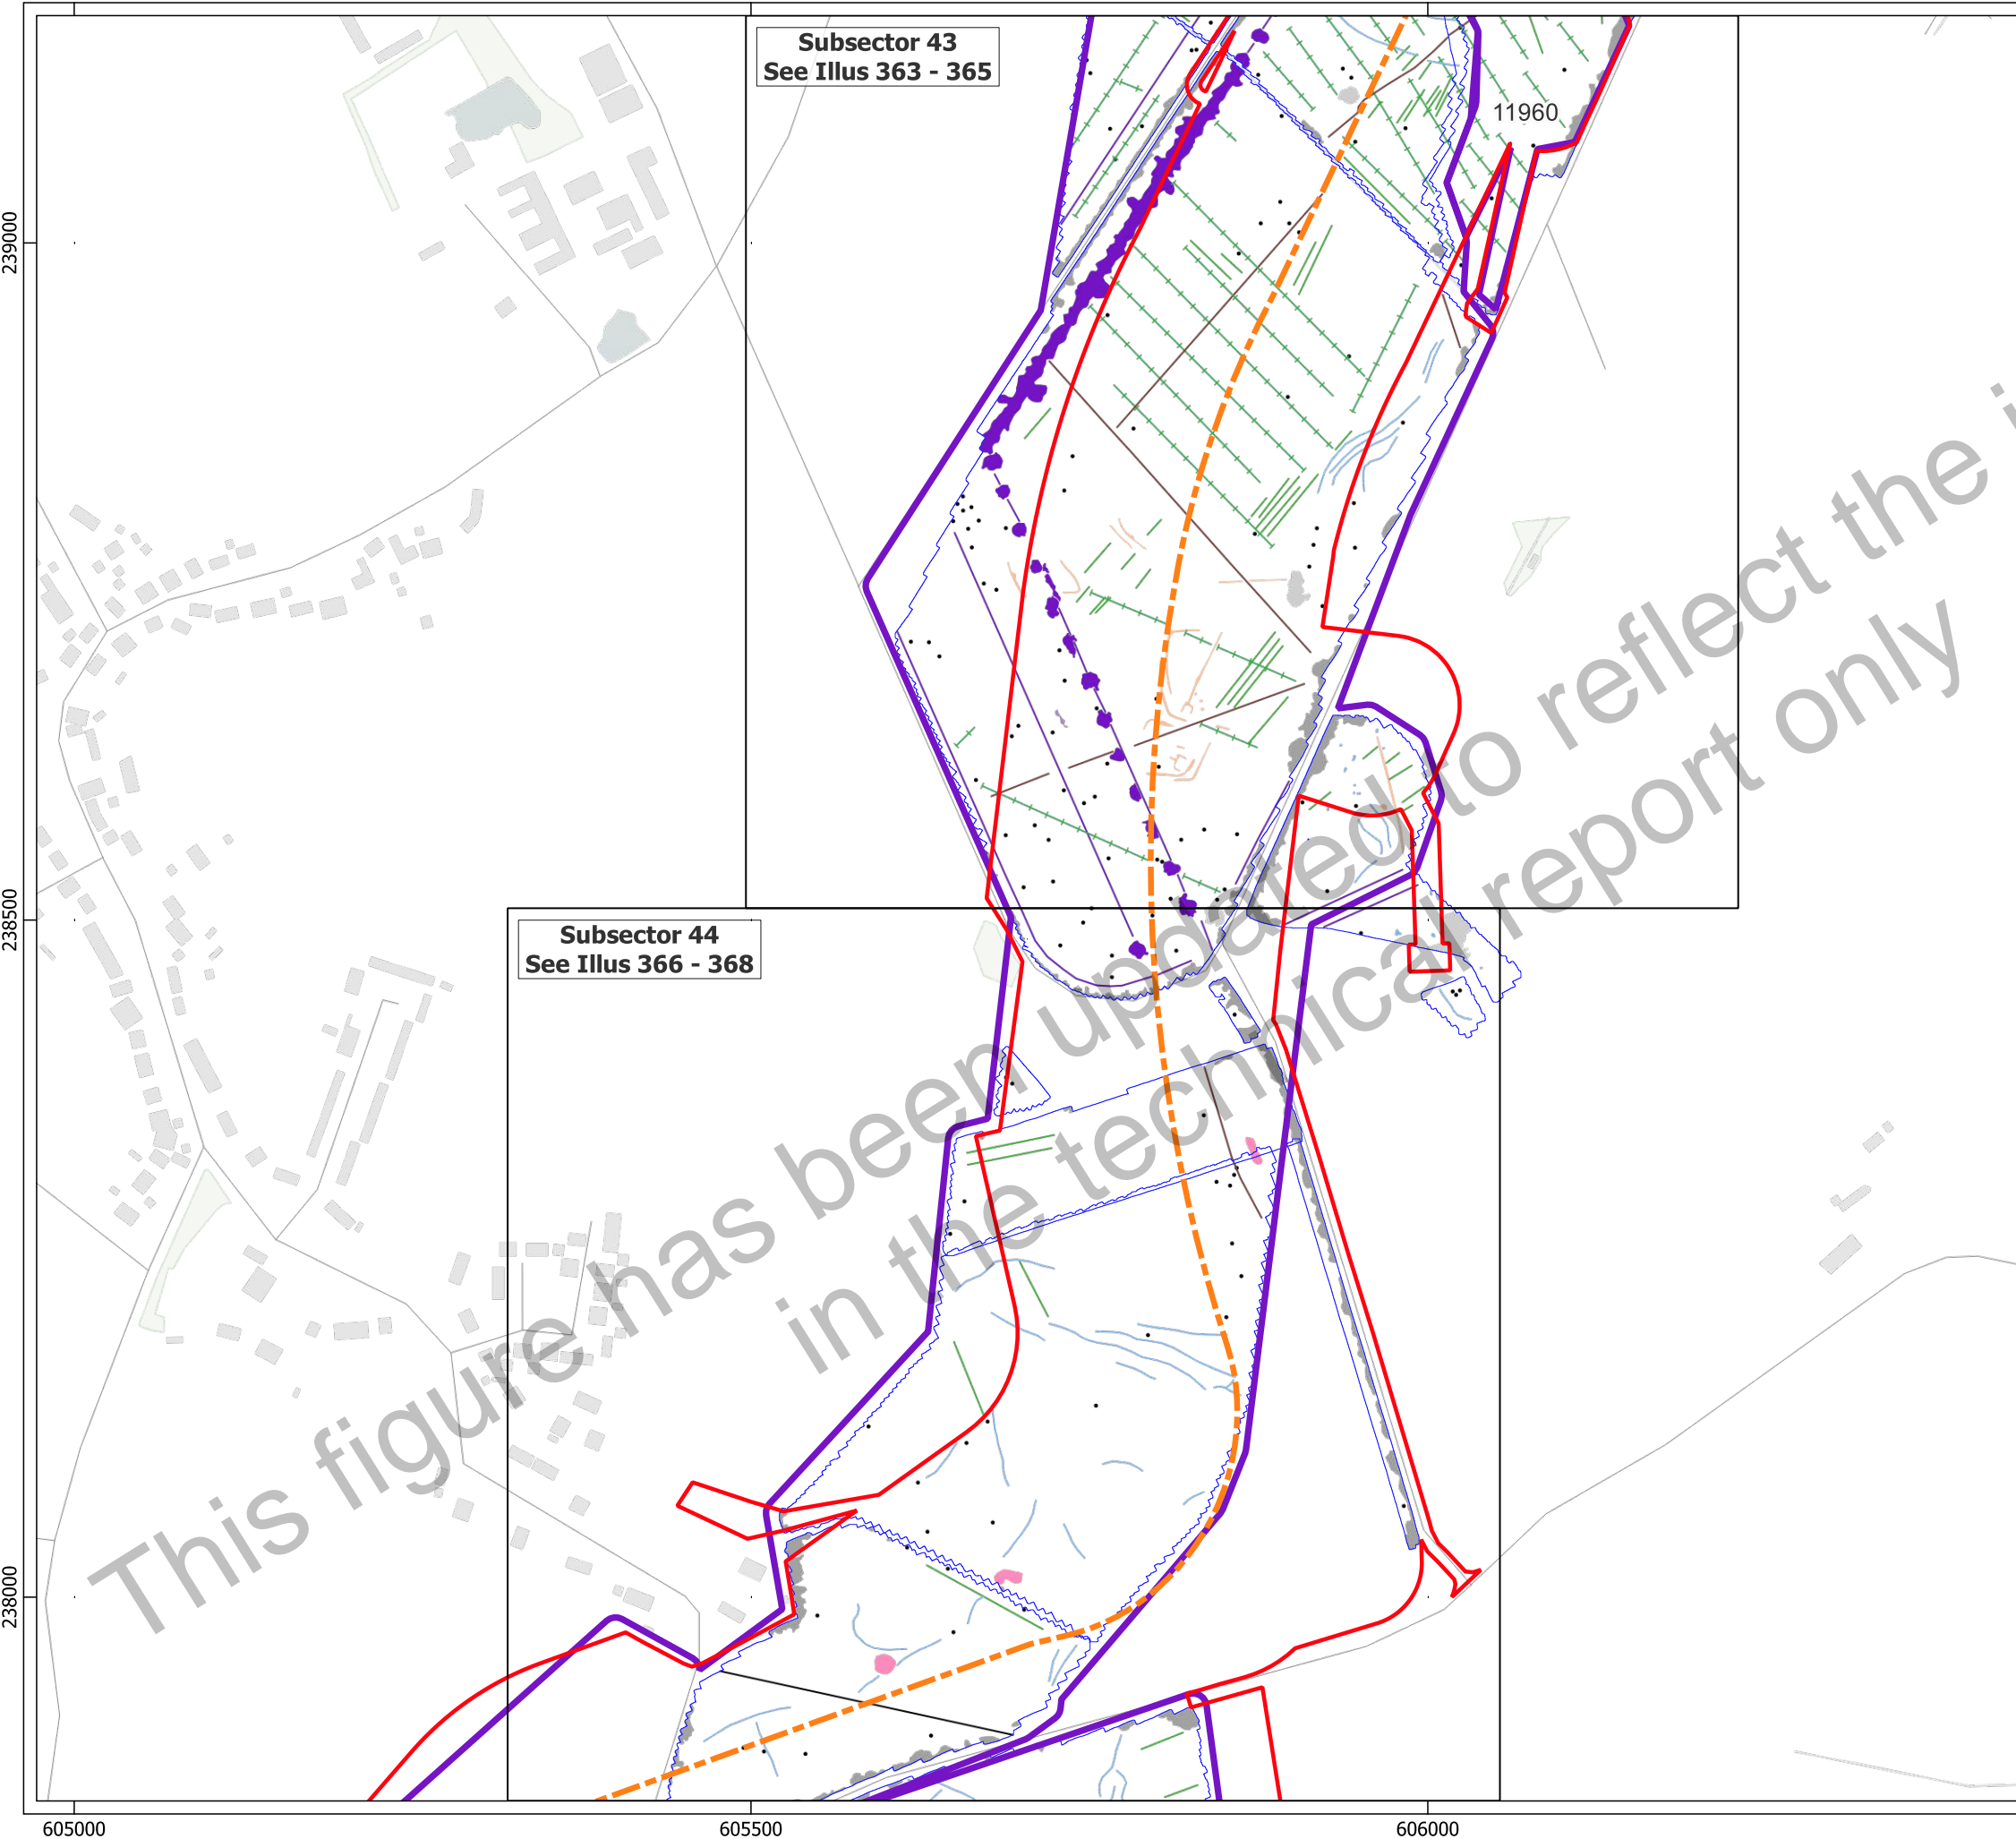 Subsector 43
See Illus 363 - 365
11960
239000
238500
Subsector 44
See Illus 366 - 368
238000
This figure has been updated to reflect the i
in the technical report only
605000
605500
606000